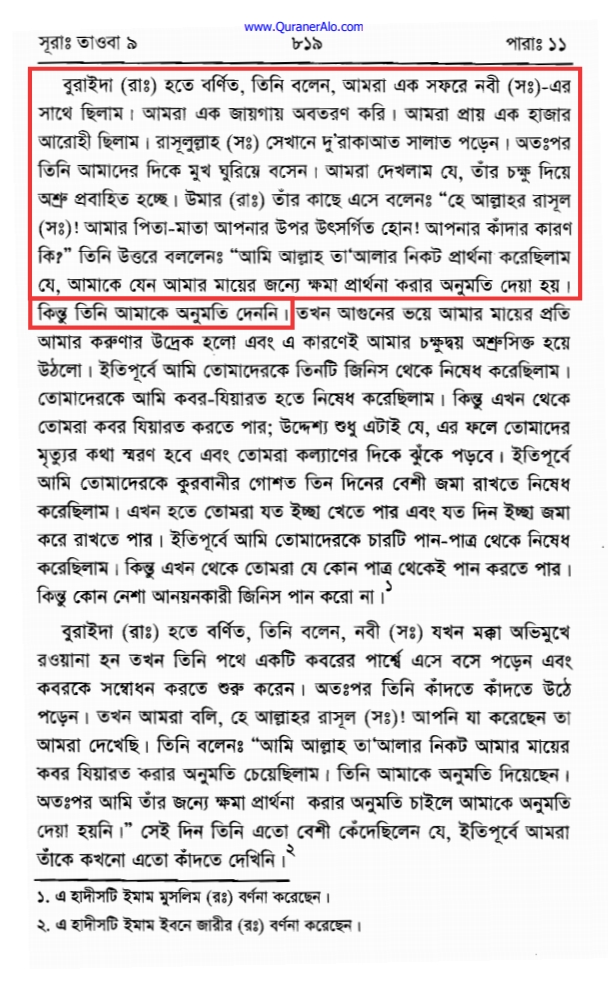 www.QuranerAlo.com
সূরাঃ তাওবা ৯ ৮১৯ পারাঃ ১১
বুরাইদা (রাঃ) হতে বর্ণিত, তিনি বলেন, আমরা এক সফরে নবী (সঃ)-এর
সাথে ছিলাম। আমরা এক জায়গায় অবতরণ করি। আমরা প্রায় এক হাজার
আরোহী ছিলাম। রাসূলুল্লাহ (সঃ) সেখানে দু'রাকাআত সালাত পড়েন। অতঃপর
তিনি আমাদের দিকে মুখ ঘুরিয়ে বসেন। আমরা দেখলাম যে, তাঁর চক্ষু দিয়ে
অশ্রু প্রবাহিত হচ্ছে। উমার (রাঃ) তাঁর কাছে এসে বলেনঃ “হে আল্লাহর রাসূল
(সঃ)! আমার পিতা-মাতা আপনার উপর উৎসর্গিত হোন! আপনার কাঁদার কারণ
কি?” তিনি উত্তরে বললেনঃ “আমি আল্লাহ তা'আলার নিকট প্রার্থনা করেছিলাম
যে, আমাকে যেন আমার মায়ের জন্যে ক্ষমা প্রার্থনা করার অনুমতি দেয়া হয়।
কিন্তু তিনি আমাকে অনুমতি দেননি। তখন আগুনের ভয়ে আমার মায়ের প্রতি
আমার করুণার উদ্রেক হলো এবং এ কারণেই আমার চক্ষুদ্বয় অশ্রুসিক্ত হয়ে
উঠলো। ইতিপূর্বে আমি তোমাদেরকে তিনটি জিনিস থেকে নিষেধ করেছিলাম।
তোমাদেরকে আমি কবর-যিয়ারত হতে নিষেধ করেছিলাম। কিন্তু এখন থেকে
তোমরা কবর যিয়ারত করতে পার; উদ্দেশ্য শুধু এটাই যে, এর ফলে তোমাদের
মৃত্যুর কথা স্মরণ হবে এবং তোমরা কল্যাণের দিকে ঝুঁকে পড়বে। ইতিপূর্বে
আমি তোমাদেরকে কুরবানীর গোশত তিন দিনের বেশী জমা রাখতে নিষেধ
করেছিলাম। এখন হতে তোমরা যত ইচ্ছা খেতে পার এবং যত দিন ইচ্ছা জমা
করে রাখতে পার। ইতিপূর্বে আমি তোমাদেরকে চারটি পান-পাত্র থেকে নিষেধ
করেছিলাম। কিন্তু এখন থেকে তোমরা যে কোন পাত্র থেকেই পান করতে পার।
কিন্তু কোন নেশা আনয়নকারী জিনিস পান করো না।১
বুরাইদা (রাঃ) হতে বর্ণিত, তিনি বলেন, নবী (সঃ) যখন মক্কা অভিমুখে
রওয়ানা হন তখন তিনি পথে একটি কবরের পার্শ্বে এসে বসে পড়েন এবং
কবরকে সম্বোধন করতে শুরু করেন। অতঃপর তিনি কাঁদতে কাঁদতে উঠে
পড়েন। তখন আমরা বলি, হে আল্লাহর রাসূল (সঃ)! আপনি যা করেছেন তা
আমরা দেখেছি। তিনি বলেনঃ “আমি আল্লাহ তা'আলার নিকট আমার মায়ের
কবর যিয়ারত করার অনুমতি চেয়েছিলাম। তিনি আমাকে অনুমতি দিয়েছেন।
অতঃপর আমি তাঁর জন্যে ক্ষমা প্রার্থনা করার অনুমতি চাইলে আমাকে অনুমতি
দেয়া হয়নি।” সেই দিন তিনি এতো বেশী কেঁদেছিলেন যে, ইতিপূর্বে আমরা
তাঁকে কখনো এতো কাঁদতে দেখিনি।২
১. এ হাদীসটি ইমাম মুসলিম (রঃ) বর্ণনা করেছেন।
২. এ হাদীসটি ইমাম ইবনে জারীর (রঃ) বর্ণনা করেছেন।